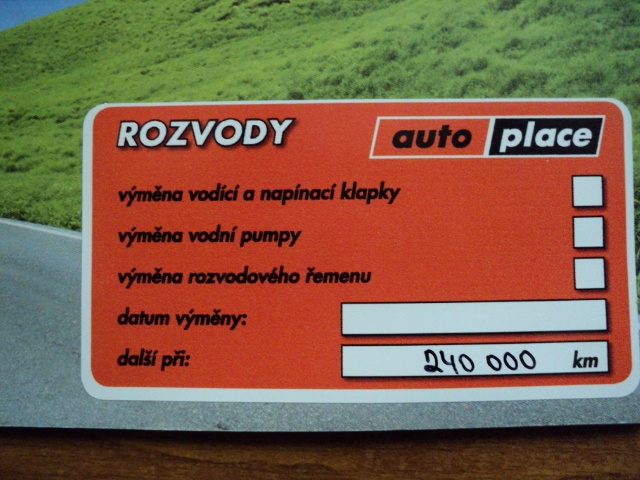 ROZVODY
auto place
výměna vodící a napínací klapky
výměna vodní pumpy
výměna rozvodového řemenu
datum výměny:
další při: 240 000 km